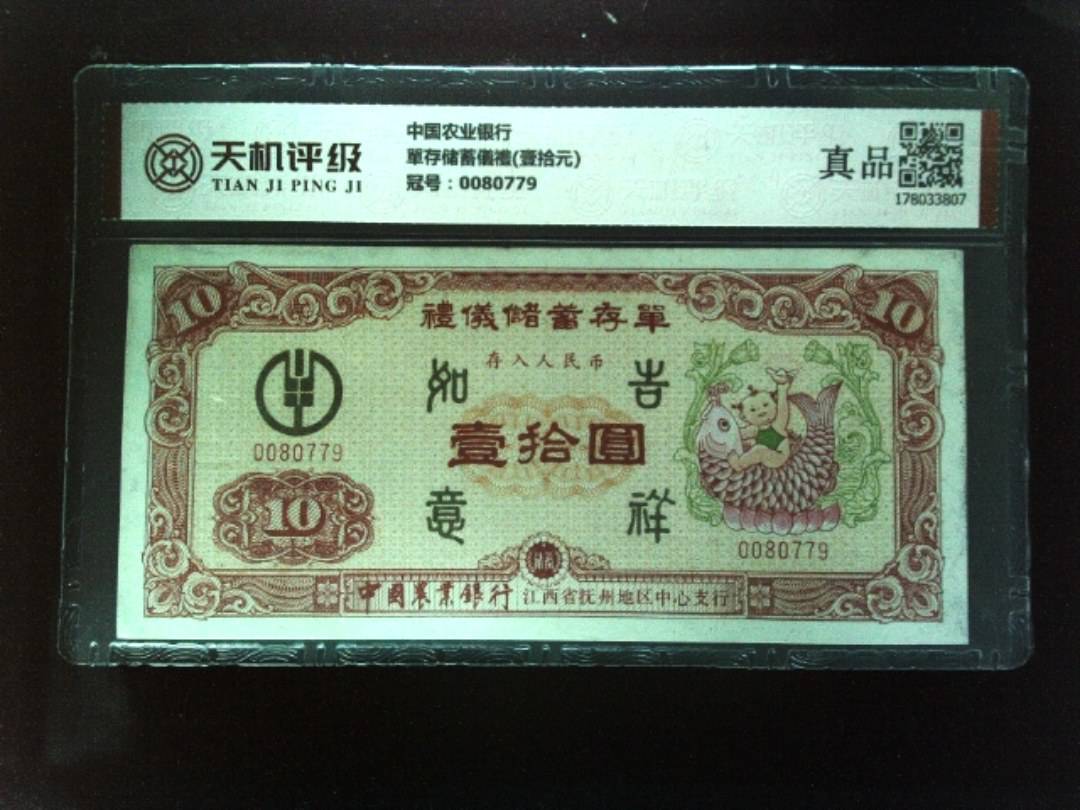 天机评级
TIAN JI PING JI
中国农业银行
單存储蓄儀禮(壹拾元)
冠号：0080779
真品
178033807
10
10
禮儀儲蓄存單
存入人民币
如
吉
0080779
壹拾圓
10
意
祥
0080779
中國農業銀行 江西省抚州地区中心支行